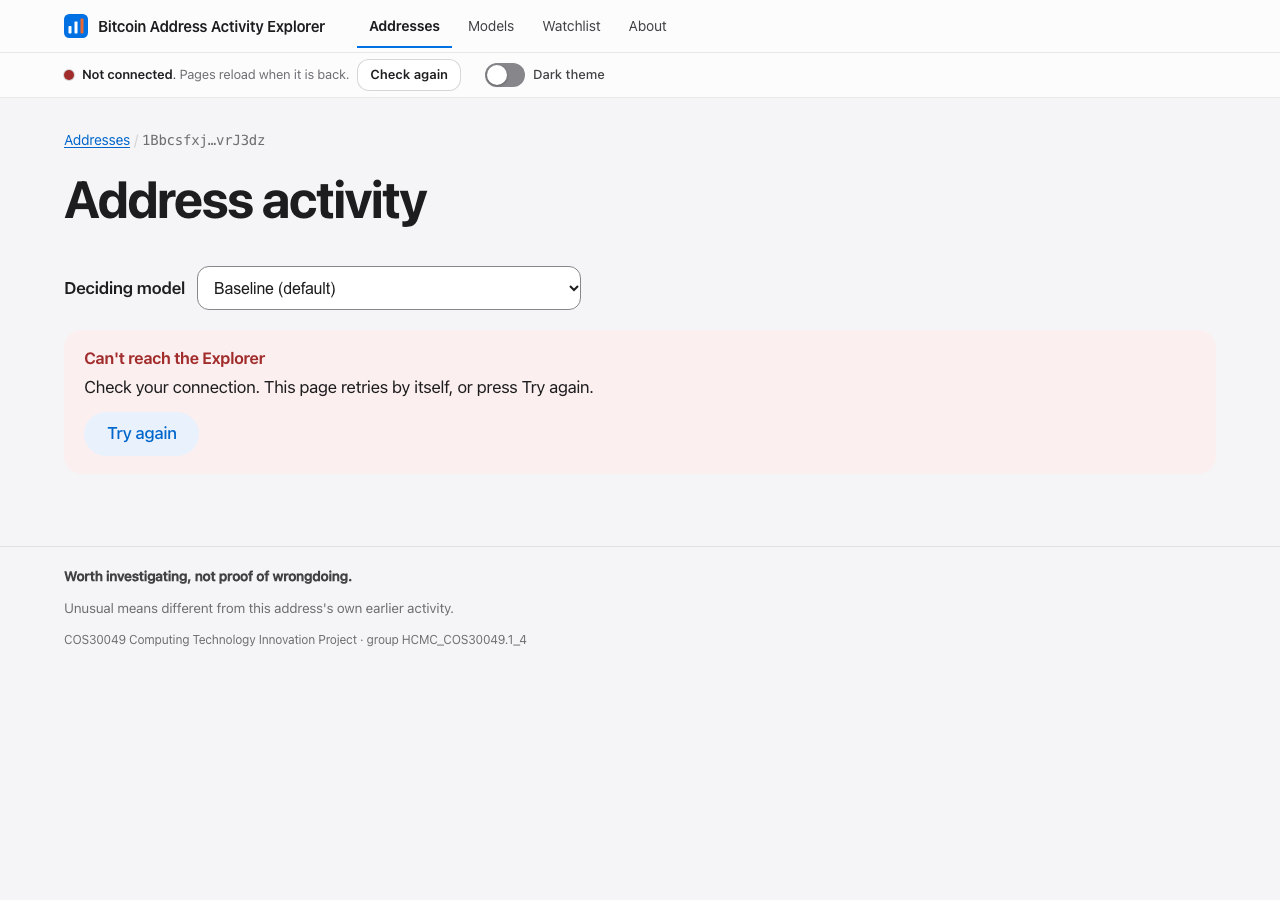 Bitcoin Address Activity Explorer Addresses Models Watchlist About
Not connected. Pages reload when it is back. Check again Dark theme
Addresses / 1Bbcsfxj…vrJ3dz
Address activity
Deciding model Baseline (default)
Can't reach the Explorer
Check your connection. This page retries by itself, or press Try again.
Try again
Worth investigating, not proof of wrongdoing.
Unusual means different from this address's own earlier activity.
COS30049 Computing Technology Innovation Project · group HCMC_COS30049.1_4